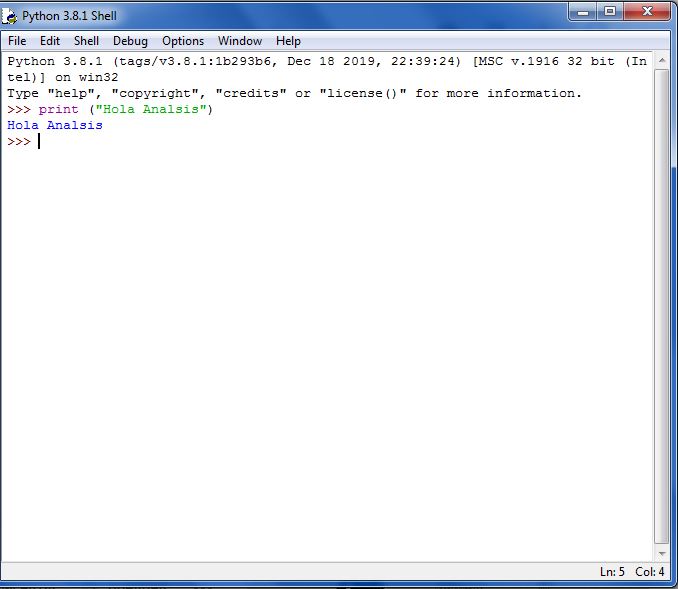 Python 3.8.1 Shell
File Edit Shell Debug Options Window Help
Python 3.8.1 (tags/v3.8.1:1b293b6, Dec 18 2019, 22:39:24) [MSC v.1916 32 bit (In
tel)] on win32
Type "help", "copyright", "credits" or "license()" for more information.
>>> print ("Hola Analsis")
Hola Analsis
>>>
Ln: 5 Col: 4